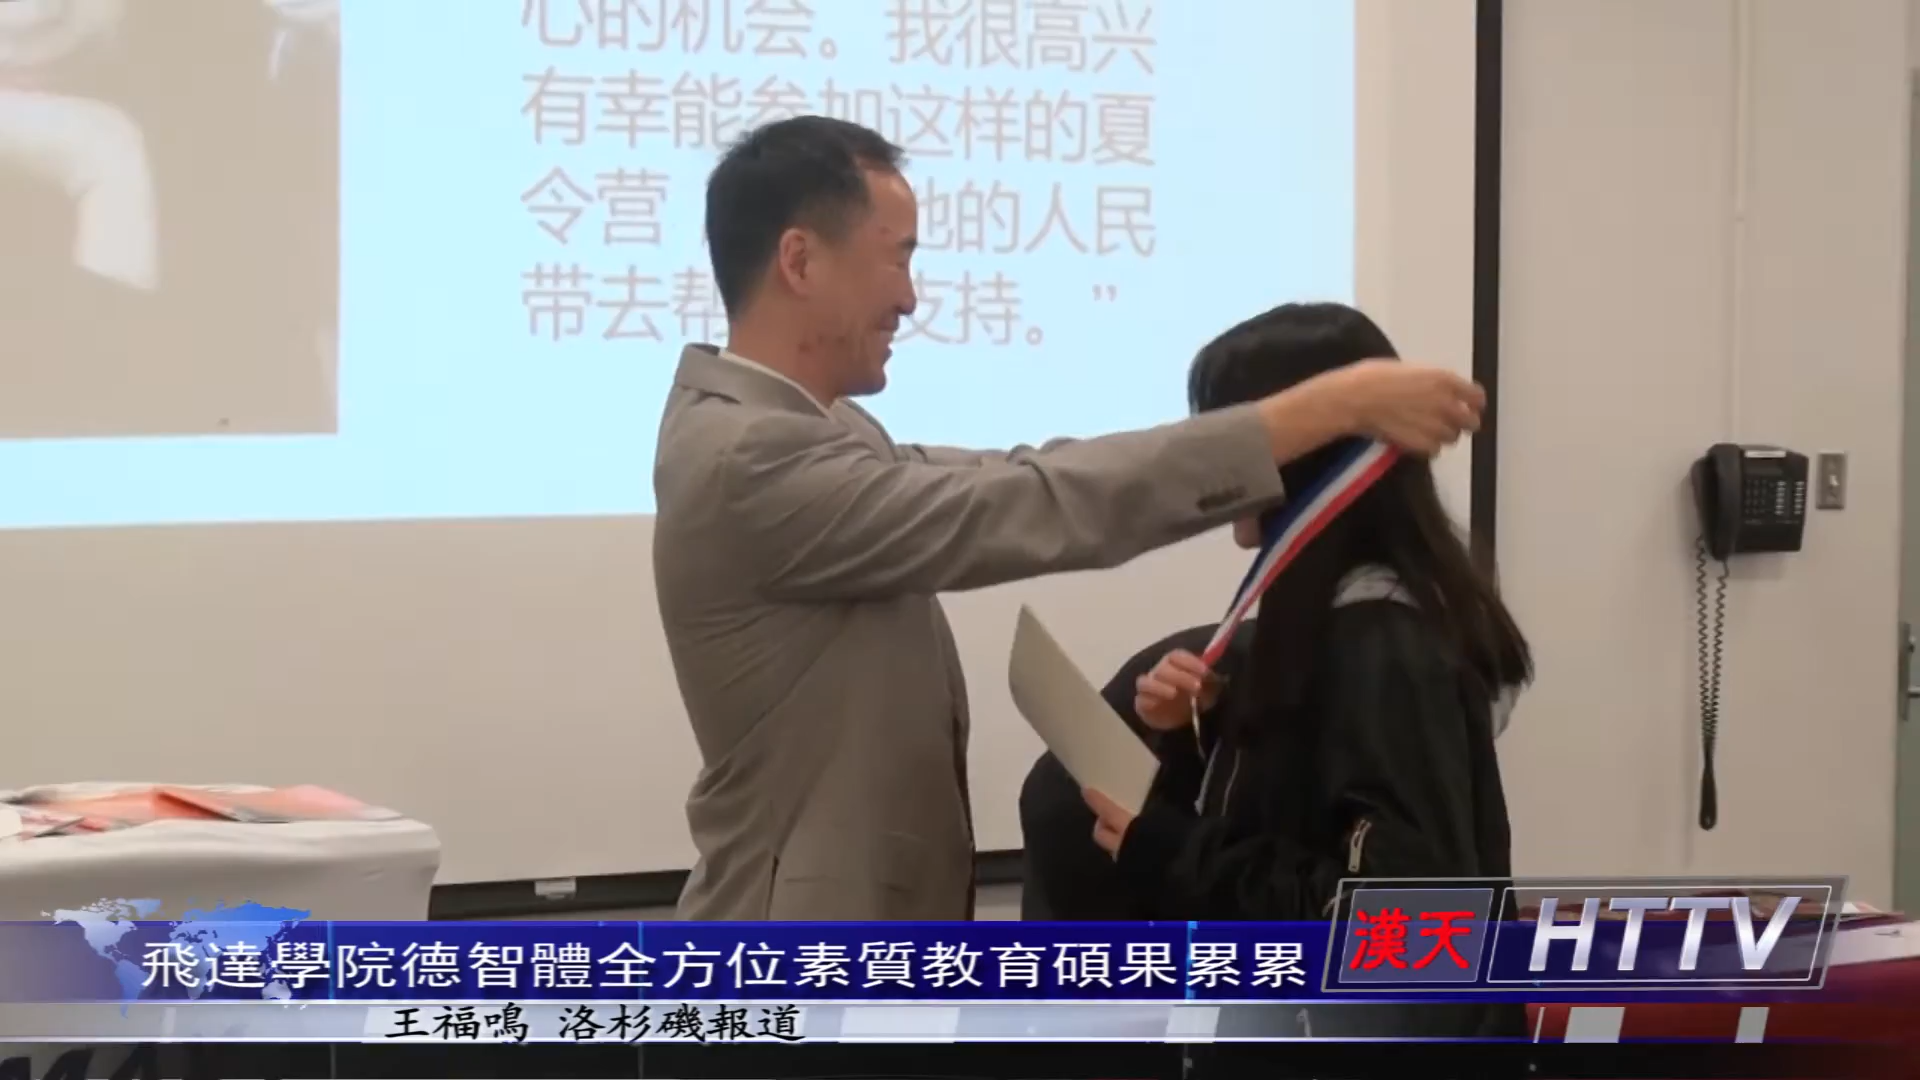 心的机会。我很高兴
有幸能参加这样的夏
令营 他的人民
带去帮 支持。”
漢天 HTTV
飛達學院德智體全方位素質教育碩果累累
王福鳴 洛杉磯報道